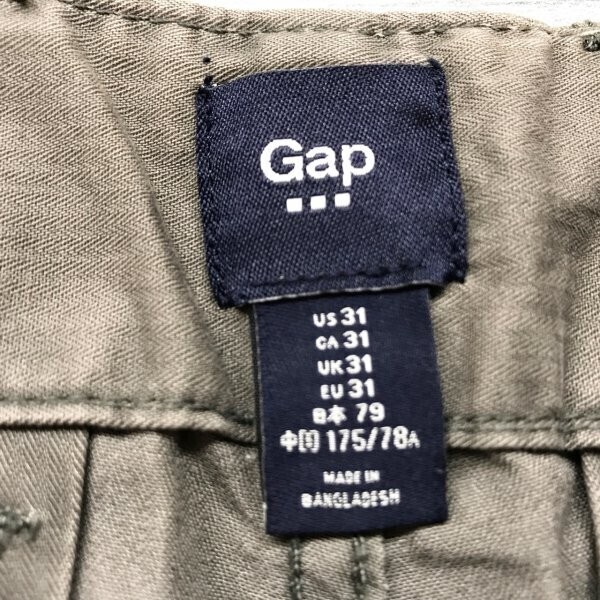 Gap
US 31
CA 31
UK 31
EU 31
日本 79
中国 175/78A
MADE IN
BANGLADESH